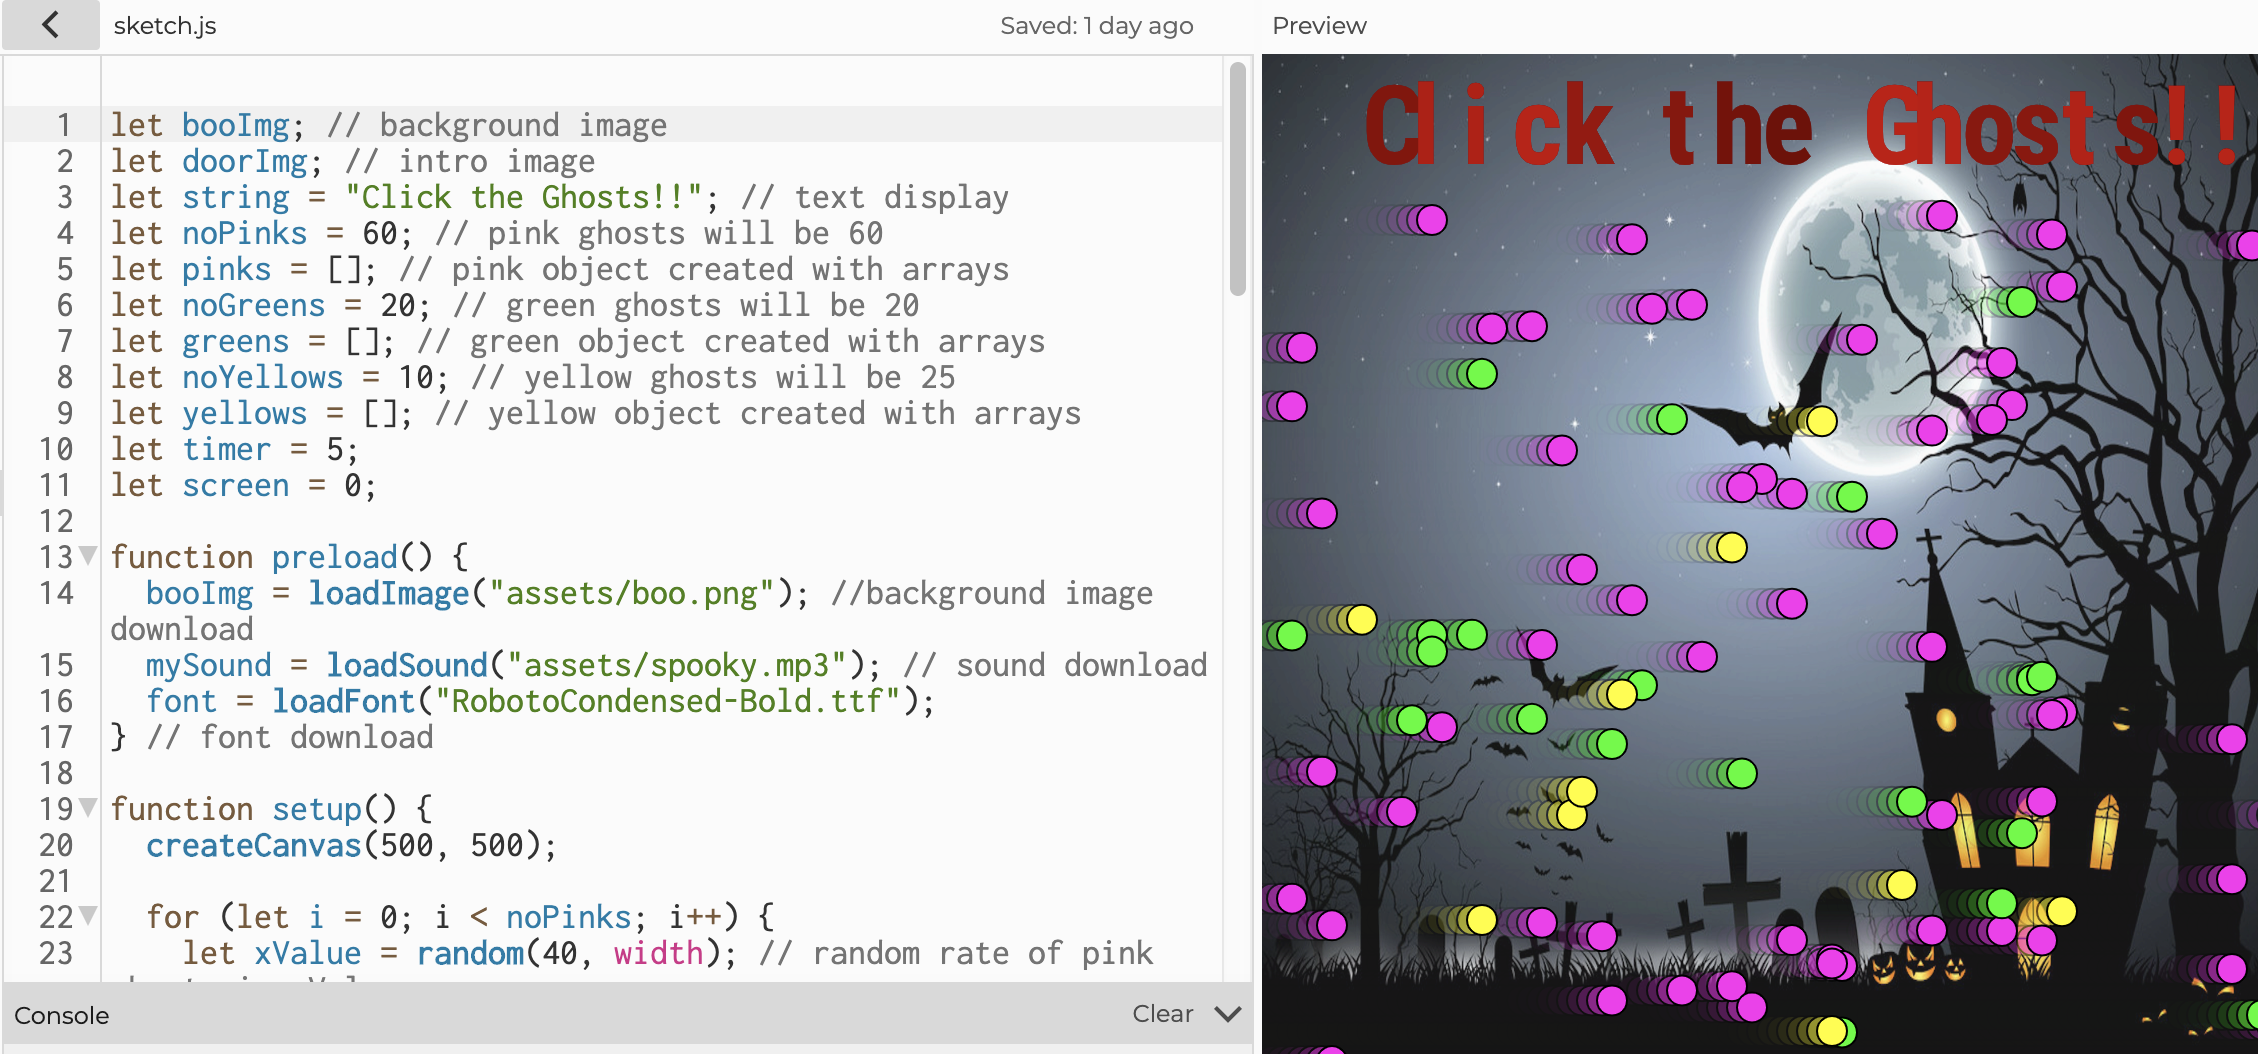 sketch.js
Saved: 1 day ago
Preview
1 let booImg; // background image
2 let doorImg; // intro image
3 let string = "Click the Ghosts!!"; // text display
4 let noPinks = 60; // pink ghosts will be 60
5 let pinks = []; // pink object created with arrays
6 let noGreens = 20; // green ghosts will be 20
7 let greens = []; // green object created with arrays
8 let noYellows = 10; // yellow ghosts will be 25
9 let yellows = []; // yellow object created with arrays
10 let timer = 5;
11 let screen = 0;
12
13 function preload() {
14 booImg = loadImage("assets/boo.png"); //background image
download
15 mySound = loadSound("assets/spooky.mp3"); // sound download
16 font = loadFont("RobotoCondensed-Bold.ttf");
17 } // font download
18
19 function setup() {
20 createCanvas(500, 500);
21
22 for (let i = 0; i < noPinks; i++) {
23 let xValue = random(40, width); // random rate of pink
Console
Clear
Click the Ghosts!!